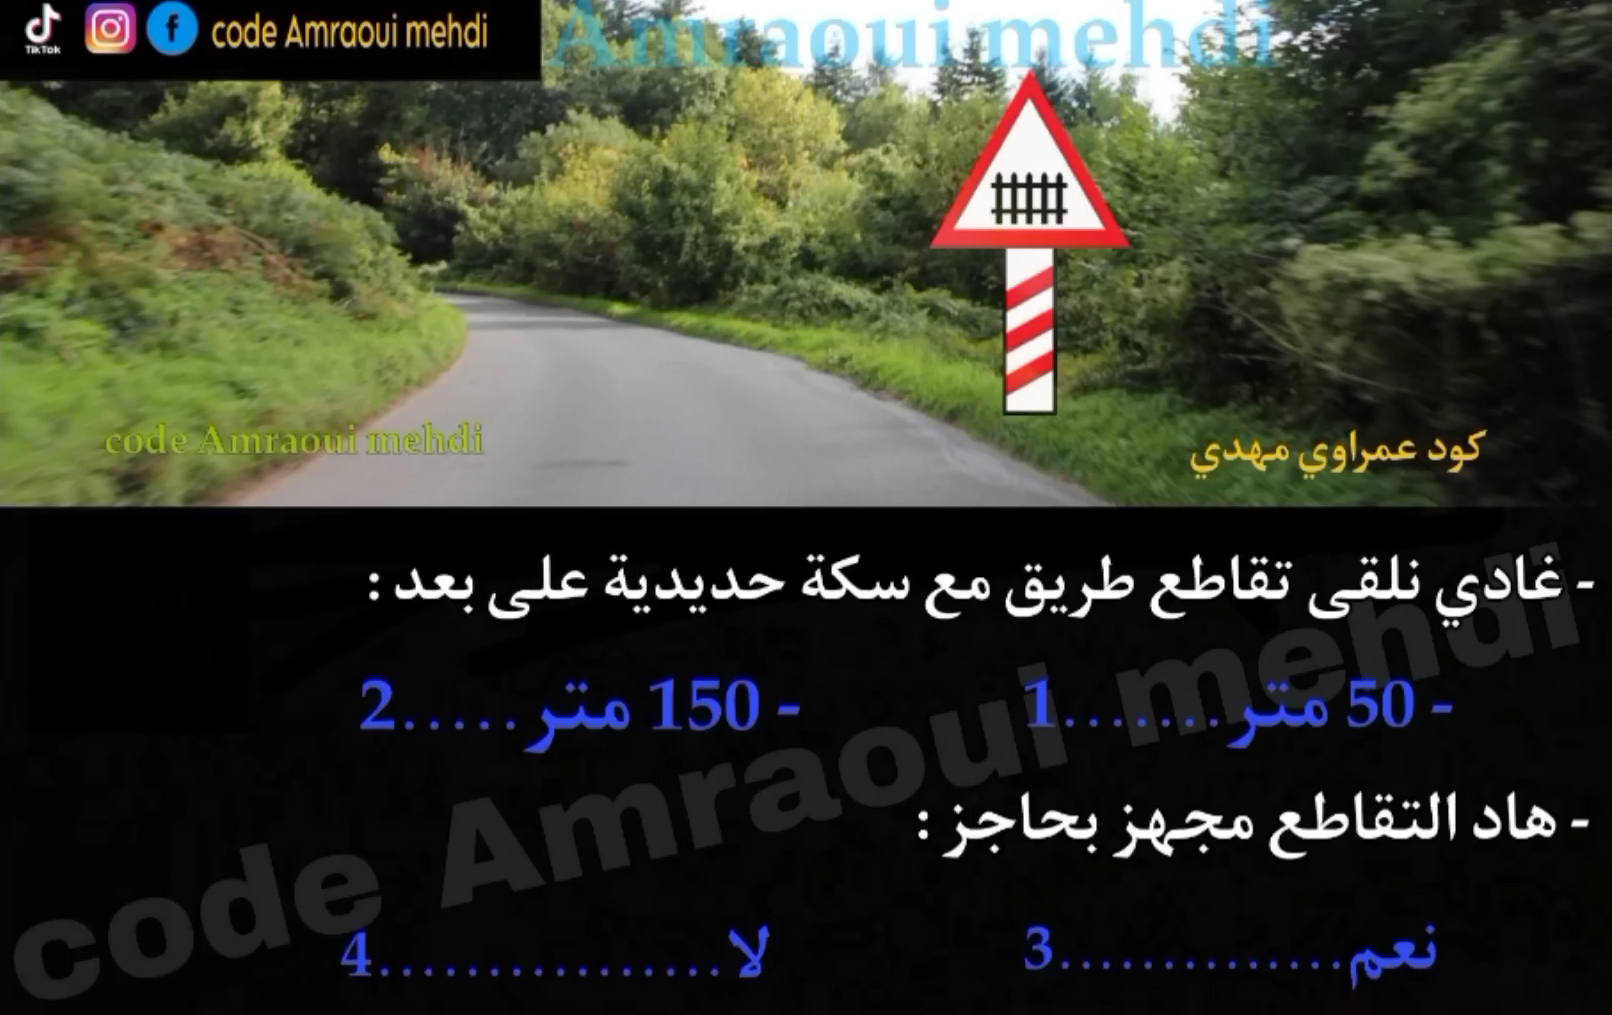 TikTok
code Amraoui mehdi
Amraoui mehdi
code Amraoui mehdi
كود عمراوي مهدي
- غادي نلقى تقاطع طريق مع سكة حديدية على بعد :
- 50 متر.......1 - 150 متر.....2
- هاد التقاطع مجهز بحاجز :
نعم..............3 لا................4
code Amraoui mehdi